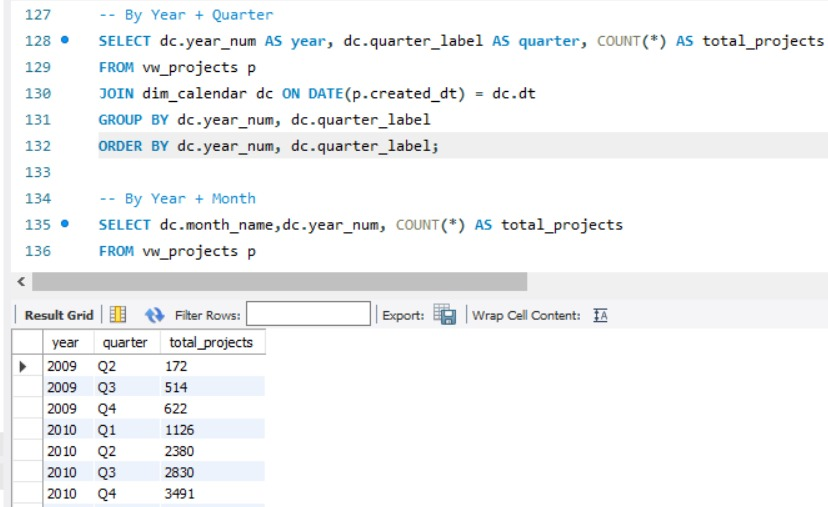 127 -- By Year + Quarter
128 SELECT dc.year_num AS year, dc.quarter_label AS quarter, COUNT(*) AS total_projects
129 FROM vw_projects p
130 JOIN dim_calendar dc ON DATE(p.created_dt) = dc.dt
131 GROUP BY dc.year_num, dc.quarter_label
132 ORDER BY dc.year_num, dc.quarter_label;
133
134 -- By Year + Month
135 SELECT dc.month_name,dc.year_num, COUNT(*) AS total_projects
136 FROM vw_projects p
Result Grid Filter Rows: Export: Wrap Cell Content:
year quarter total_projects
2009 Q2 172
2009 Q3 514
2009 Q4 622
2010 Q1 1126
2010 Q2 2380
2010 Q3 2830
2010 Q4 3491